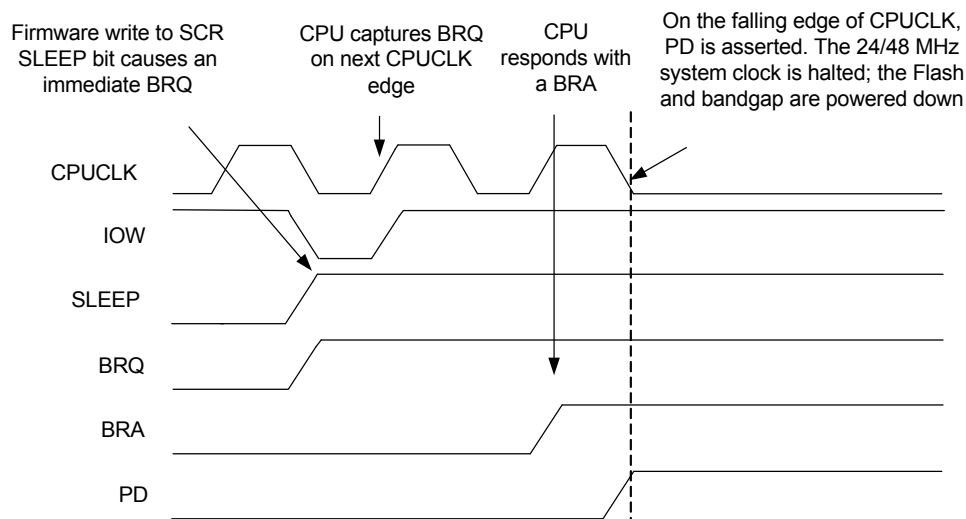 Firmware write to SCR
SLEEP bit causes an
immediate BRQ
CPU captures BRQ
on next CPUCLK
edge
CPU
responds with
a BRA
On the falling edge of CPUCLK,
PD is asserted. The 24/48 MHz
system clock is halted; the Flash
and bandgap are powered down
CPUCLK
IOW
SLEEP
BRQ
BRA
PD